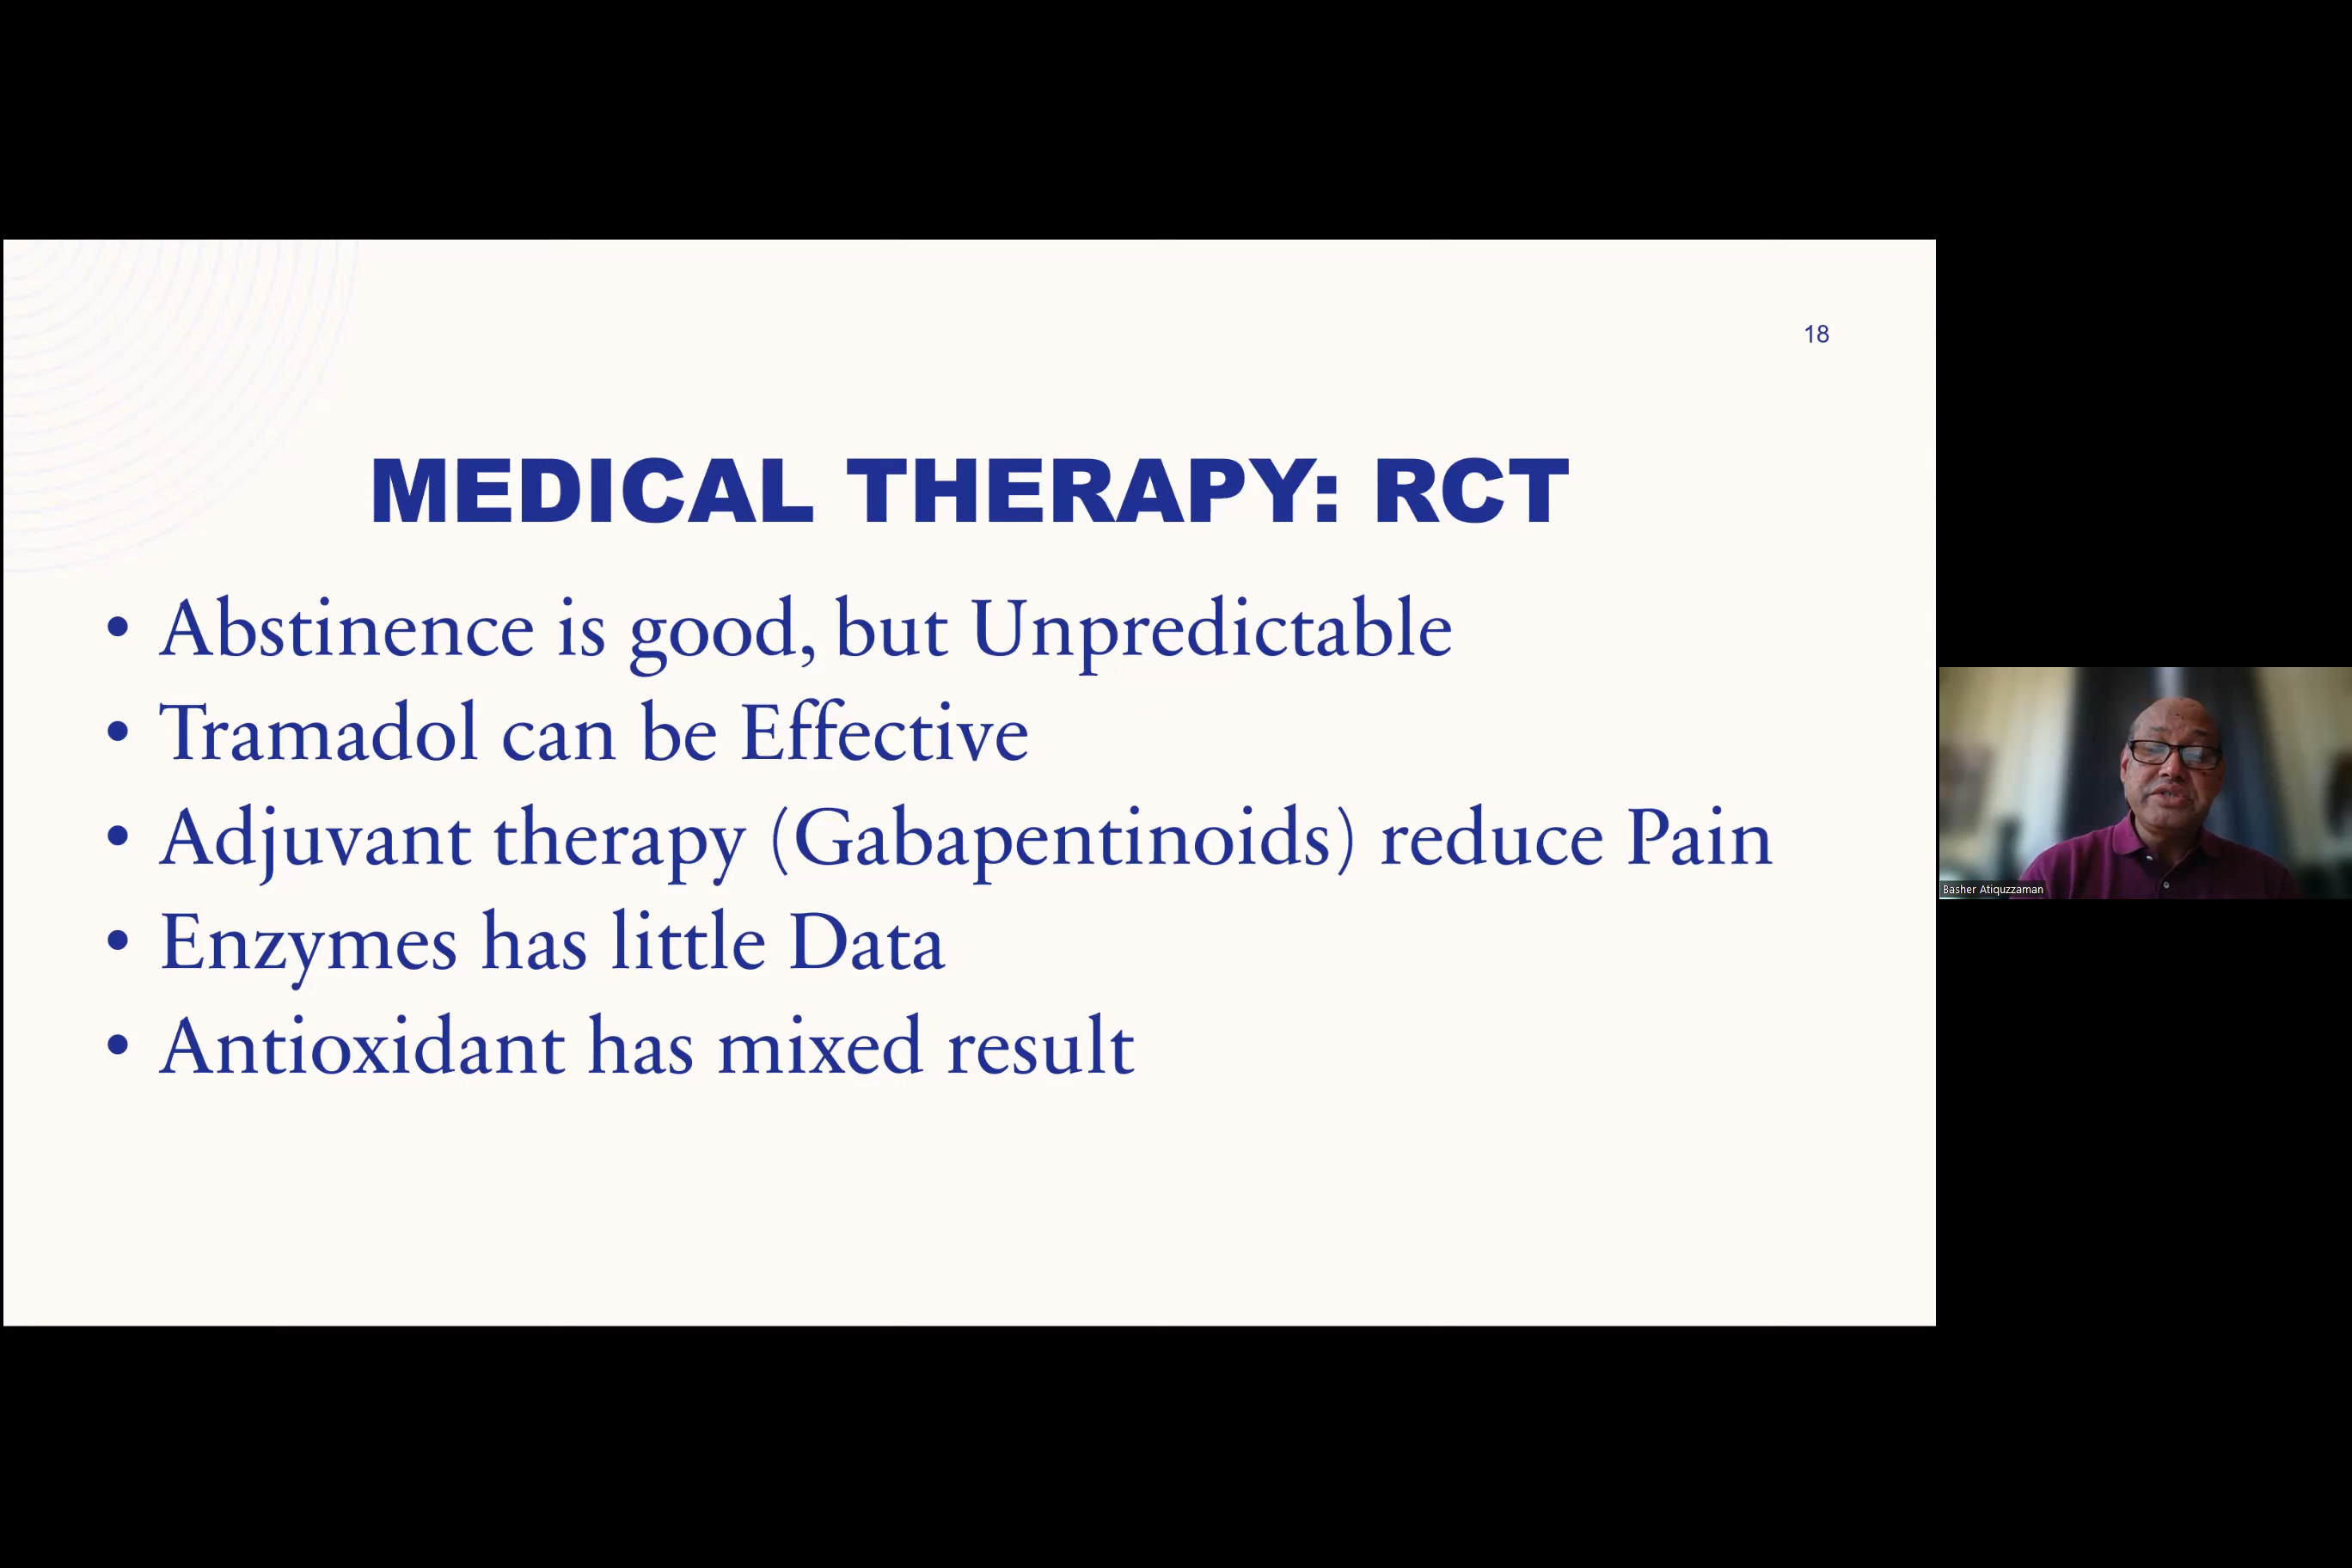 18
MEDICAL THERAPY: RCT
• Abstinence is good, but Unpredictable
• Tramadol can be Effective
• Adjuvant therapy (Gabapentinoids) reduce Pain
• Enzymes has little Data
• Antioxidant has mixed result
Basher Atiquzzaman